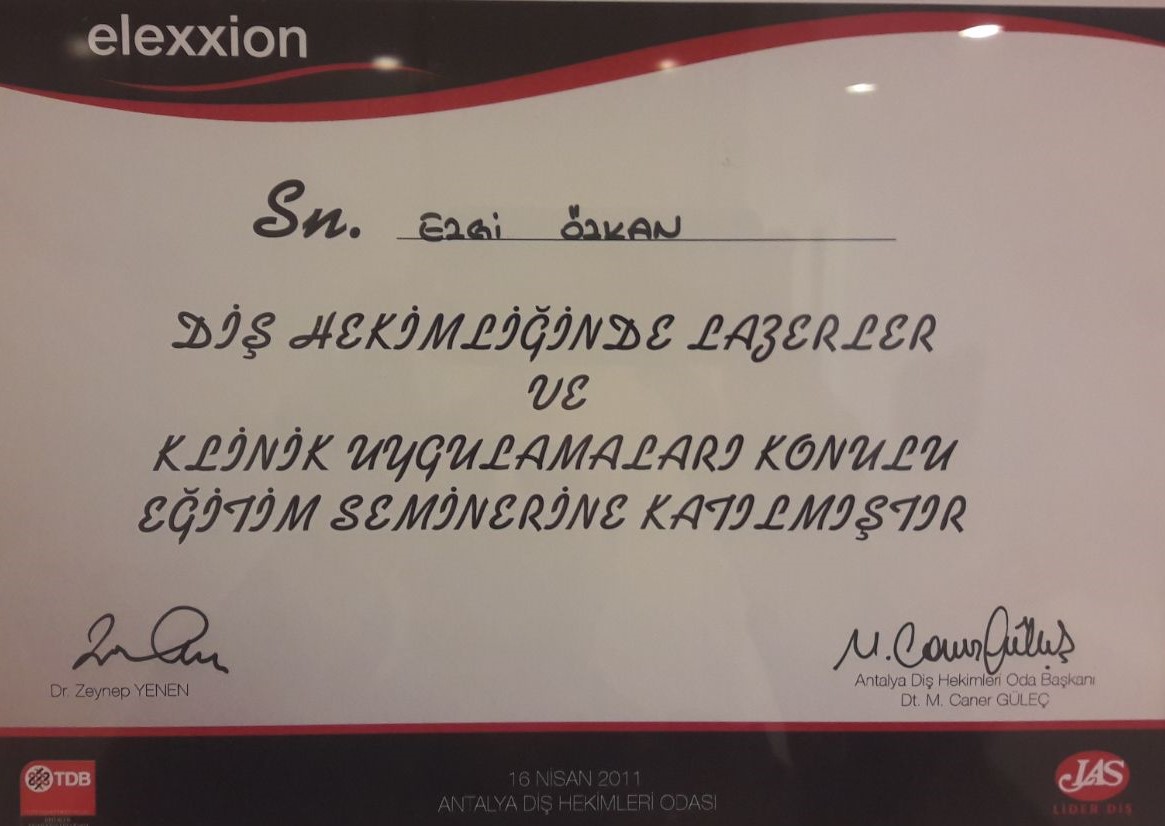 elexxion
Sn. Ezgi ÖZKAN
DİŞ HEKİMLİĞİNDE LAZERLER
VE
KLİNİK UYGULAMALARI KONULU
EĞİTİM SEMİNERİNE KATILMIŞTIR
Dr. Zeynep YENEN
M. Caner Güleç
Antalya Diş Hekimleri Oda Başkanı
Dt. M. Caner GÜLEÇ
TDB
16 NİSAN 2011
ANTALYA DİŞ HEKİMLERİ ODASI
JAS
LİDER DİŞ